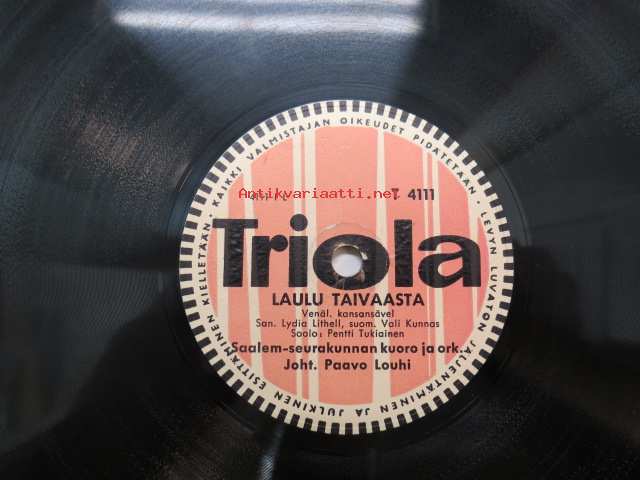 KAIKKI VALMISTAJAN OIKEUDET PIDÄTETÄÄN LEVYN LUVATON JÄLJENTÄMINEN JA JULKINEN ESITTÄMINEN KIELLETÄÄN
Antikvariaatti.net
T 4111
Triola
LAULU TAIVAASTA
Venäl. kansansävel
San. Lydia Lithell, suom. Vali Kunnas
Soolo: Pentti Tukiainen
Saalem-seurakunnan kuoro ja ork.
Joht. Paavo Louhi